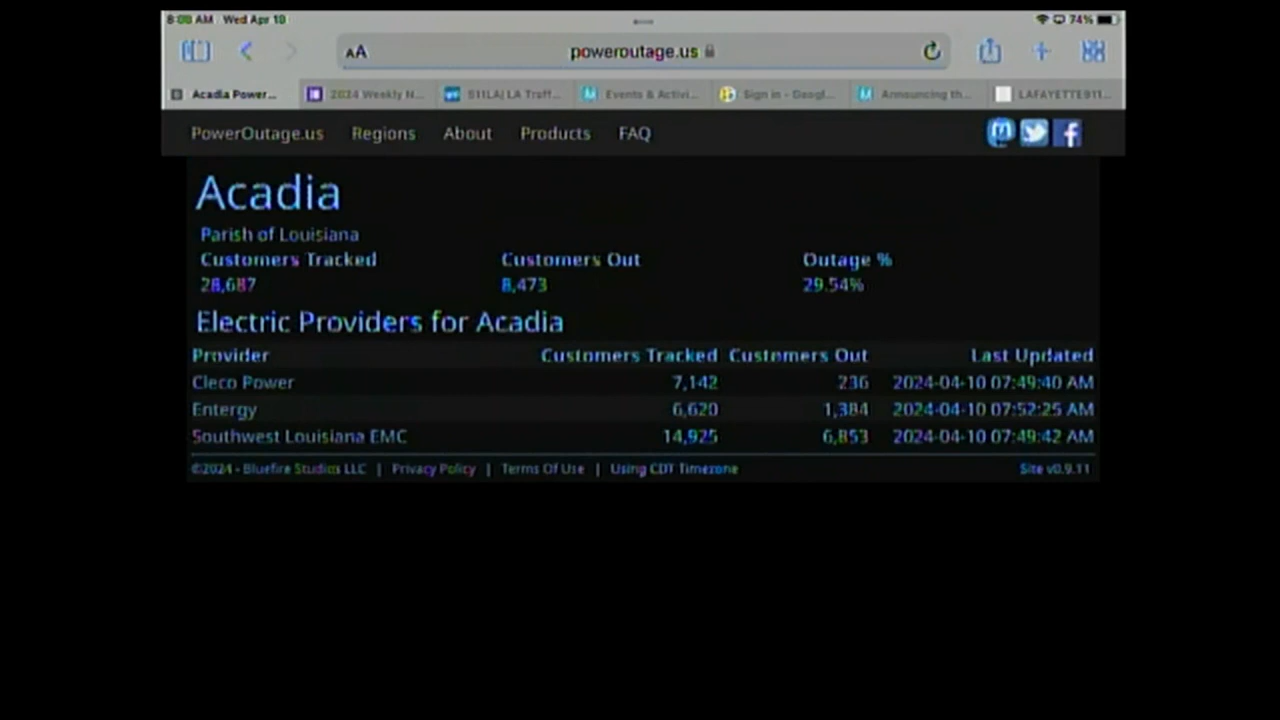 8:00 AM Wed Apr 10 74%
AA poweroutage.us
Acadia Power... 2024 Weekly N... 511LA| LA Traff... Events & Activi... Sign in - Googl... Announcing th... LAFAYETTE911...
PowerOutage.us Regions About Products FAQ
Acadia
Parish of Louisiana
Customers Tracked Customers Out Outage %
28,687 8,473 29.54%
Electric Providers for Acadia
Provider Customers Tracked Customers Out Last Updated
Cleco Power 7,142 236 2024-04-10 07:49:40 AM
Entergy 6,620 1,384 2024-04-10 07:52:25 AM
Southwest Louisiana EMC 14,925 6,853 2024-04-10 07:49:42 AM
©2024 - Bluefire Studios LLC | Privacy Policy | Terms Of Use | Using CDT Timezone Site v0.9.11